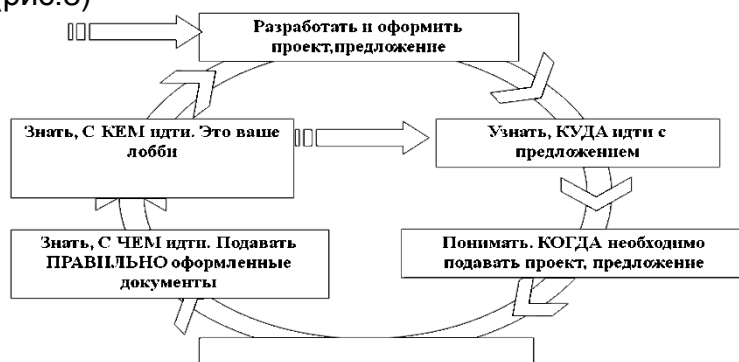 (рис.3)
Разработать и оформить
проект,предложение
Знать, С КЕМ идти. Это ваше
лобби
Узнать, КУДА идти с
предложением
Понимать. КОГДА необходимо
подавать проект, предложение
Знать, С ЧЕМ идти. Подавать
ПРАВИЛЬНО оформленные
документы